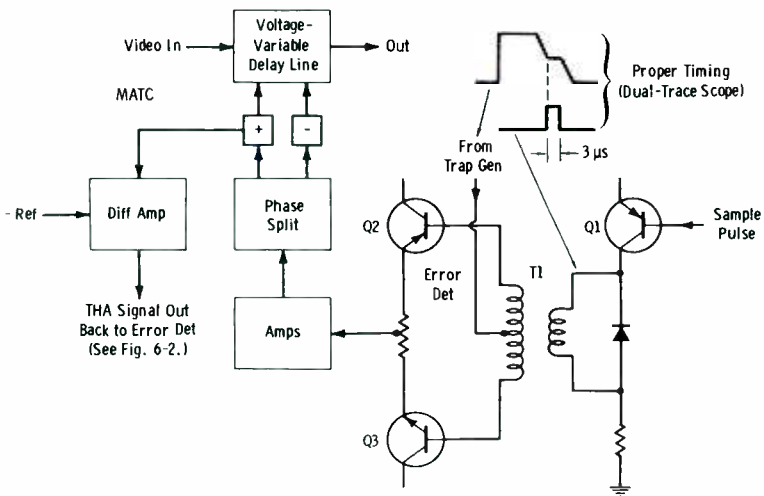 Voltage-
Variable
Delay Line
Video In
Out
MATC
+
-
Proper Timing
(Dual-Trace Scope)
3 μs
From
Trap Gen
- Ref
Diff Amp
Phase
Split
Q2
Q1
Sample
Pulse
Error
Det
T1
THA Signal Out
Back to Error Det
(See Fig. 6-2.)
Amps
Q3